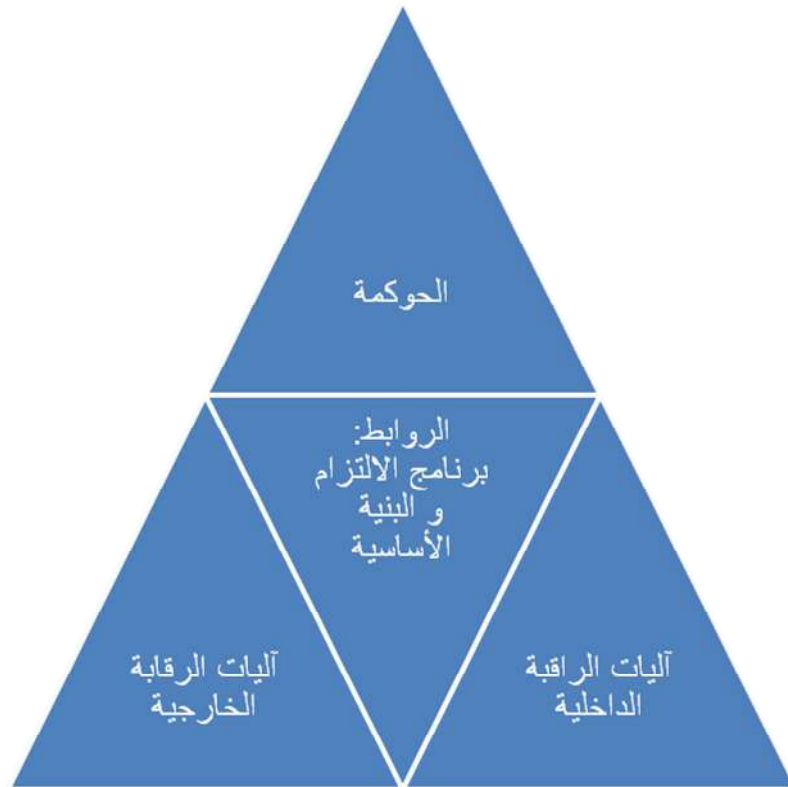 الحوكمة
الروابط:
برنامج الالتزام
و البنية
الأساسية
آليات الراقبة
الداخلية
آليات الرقابة
الخارجية